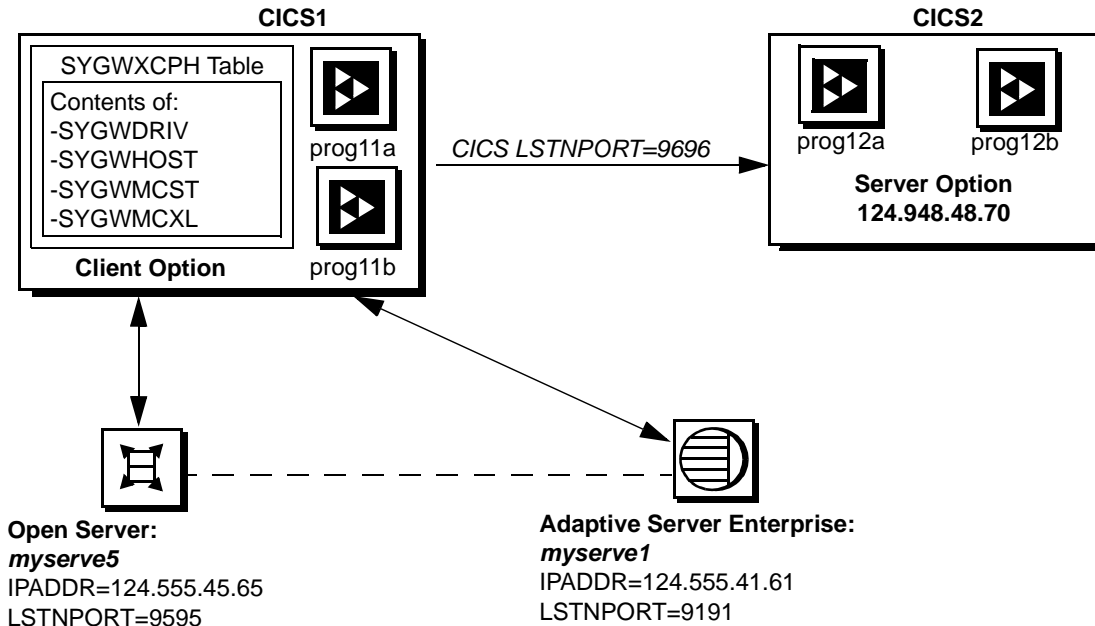 CICS1
SYGWXCPH Table
Contents of:
-SYGWDRIV
-SYGWHOST
-SYGWMCST
-SYGWMCXL
Client Option
prog11a
prog11b
CICS LSTNPORT=9696
CICS2
prog12a
prog12b
Server Option
124.948.48.70
Open Server:
myserve5
IPADDR=124.555.45.65
LSTNPORT=9595
Adaptive Server Enterprise:
myserve1
IPADDR=124.555.41.61
LSTNPORT=9191